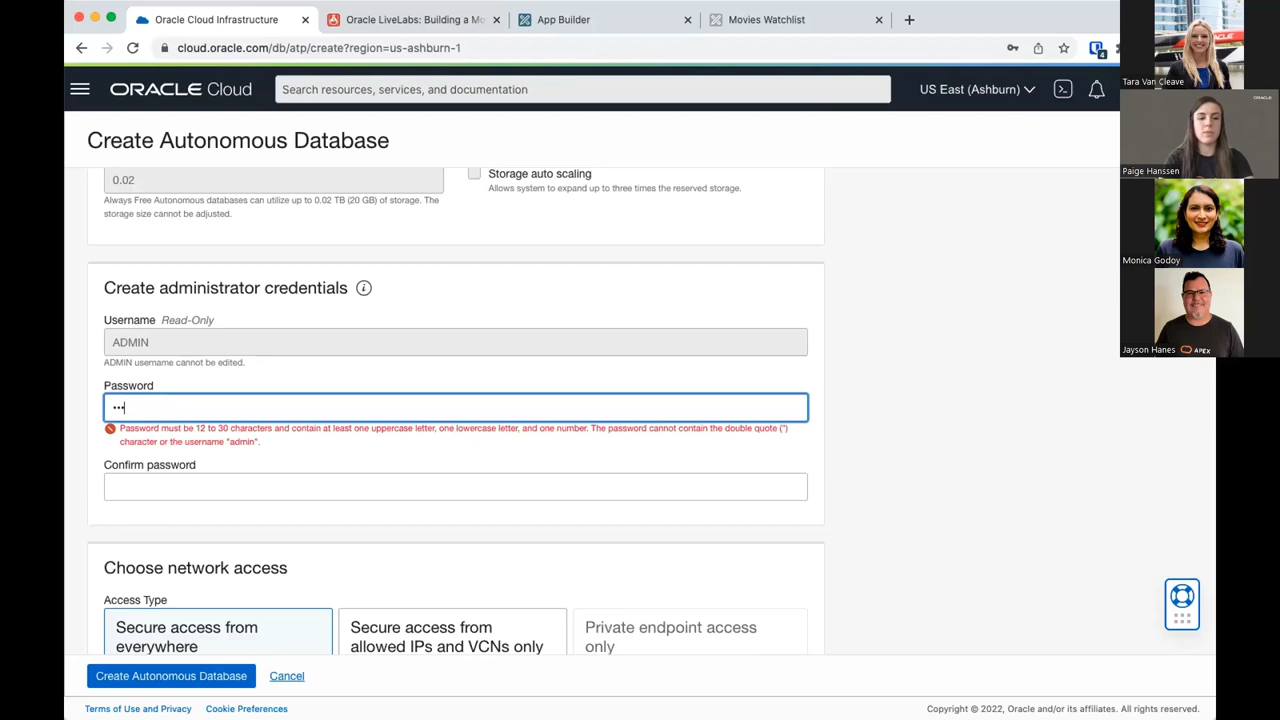 Oracle Cloud Infrastructure
Oracle LiveLabs: Building a Mo
App Builder
Movies Watchlist
cloud.oracle.com/db/atp/create?region=us-ashburn-1
4
ORACLE Cloud
Search resources, services, and documentation
US East (Ashburn)
Create Autonomous Database
0.02
Always Free Autonomous databases can utilize up to 0.02 TB (20 GB) of storage. The
storage size cannot be adjusted.
Storage auto scaling
Allows system to expand up to three times the reserved storage.
Create administrator credentials
Username Read-Only
ADMIN
ADMIN username cannot be edited.
Password
•••
Password must be 12 to 30 characters and contain at least one uppercase letter, one lowercase letter, and one number. The password cannot contain the double quote (")
character or the username "admin".
Confirm password
Choose network access
Access Type
Secure access from
everywhere
Secure access from
allowed IPs and VCNs only
Private endpoint access
only
Create Autonomous Database
Cancel
Terms of Use and Privacy
Cookie Preferences
Copyright © 2022, Oracle and/or its affiliates. All rights reserved.
Tara Van Cleave
ORACLE
Paige Hanssen
Monica Godoy
Jayson Hanes
APEX